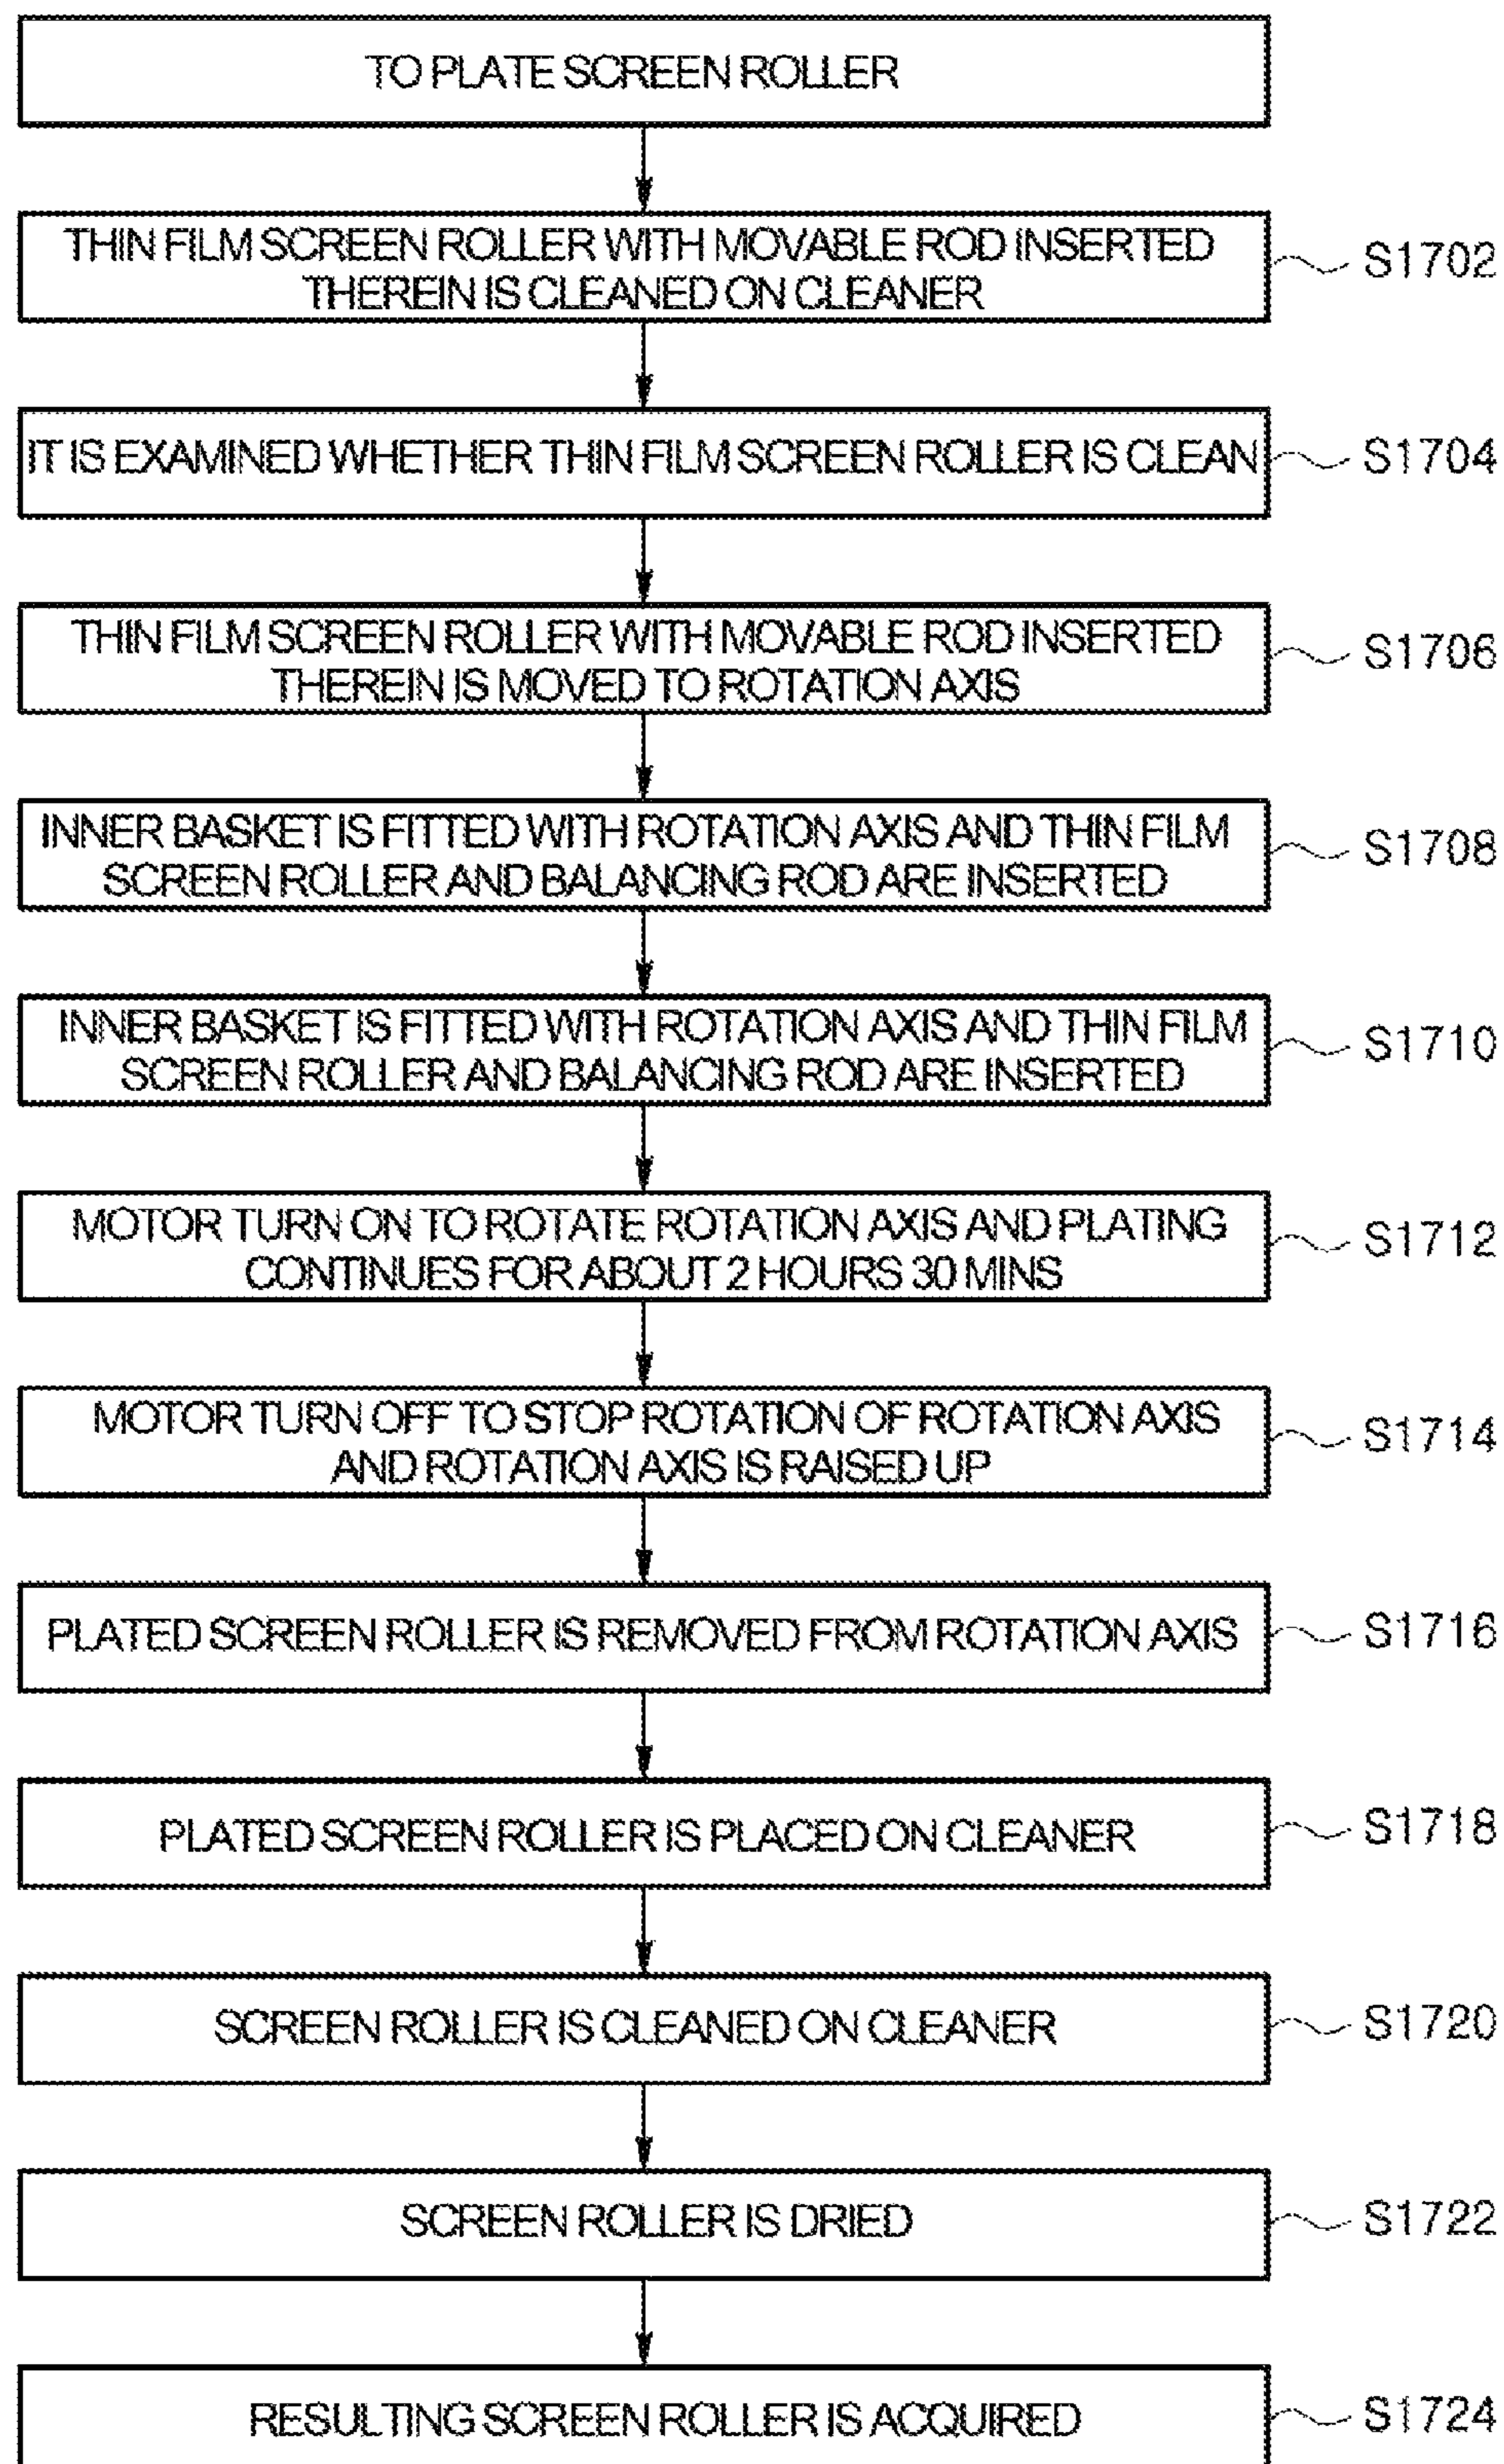 TO PLATE SCREEN ROLLER
THIN FILM SCREEN ROLLER WITH MOVABLE ROD INSERTED
THEREIN IS CLEANED ON CLEANER
S1702
IT IS EXAMINED WHETHER THIN FILM SCREEN ROLLER IS CLEAN
S1704
THIN FILM SCREEN ROLLER WITH MOVABLE ROD INSERTED
THEREIN IS MOVED TO ROTATION AXIS
S1706
INNER BASKET IS FITTED WITH ROTATION AXIS AND THIN FILM
SCREEN ROLLER AND BALANCING ROD ARE INSERTED
S1708
INNER BASKET IS FITTED WITH ROTATION AXIS AND THIN FILM
SCREEN ROLLER AND BALANCING ROD ARE INSERTED
S1710
MOTOR TURN ON TO ROTATE ROTATION AXIS AND PLATING
CONTINUES FOR ABOUT 2 HOURS 30 MINS
S1712
MOTOR TURN OFF TO STOP ROTATION OF ROTATION AXIS
AND ROTATION AXIS IS RAISED UP
S1714
PLATED SCREEN ROLLER IS REMOVED FROM ROTATION AXIS
S1716
PLATED SCREEN ROLLER IS PLACED ON CLEANER
S1718
SCREEN ROLLER IS CLEANED ON CLEANER
S1720
SCREEN ROLLER IS DRIED
S1722
RESULTING SCREEN ROLLER IS ACQUIRED
S1724